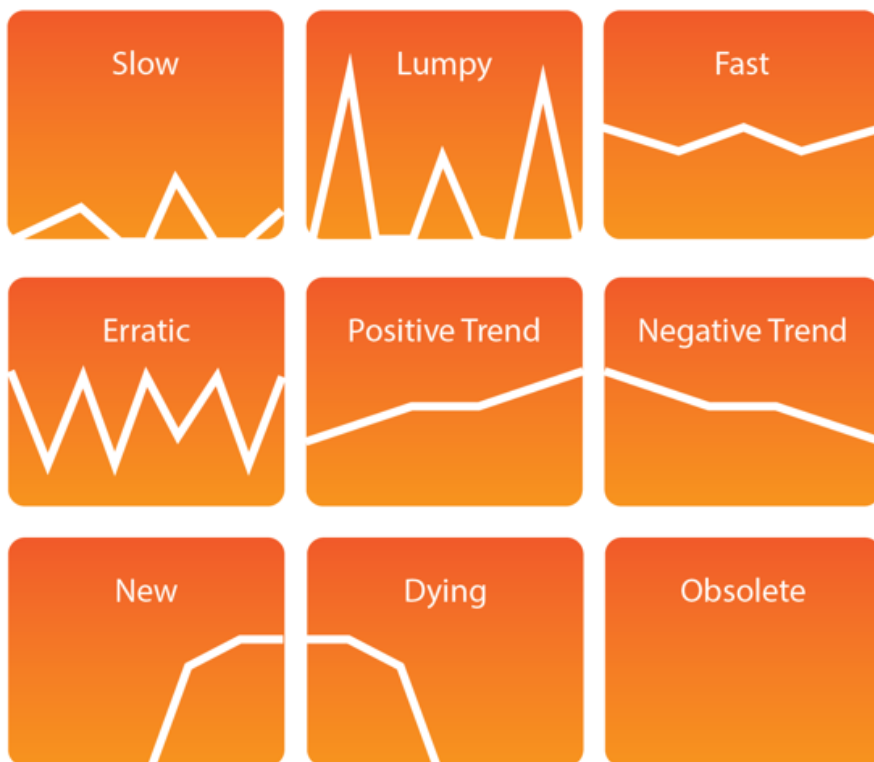 Slow
Lumpy
Fast
Erratic
Positive Trend
Negative Trend
New
Dying
Obsolete